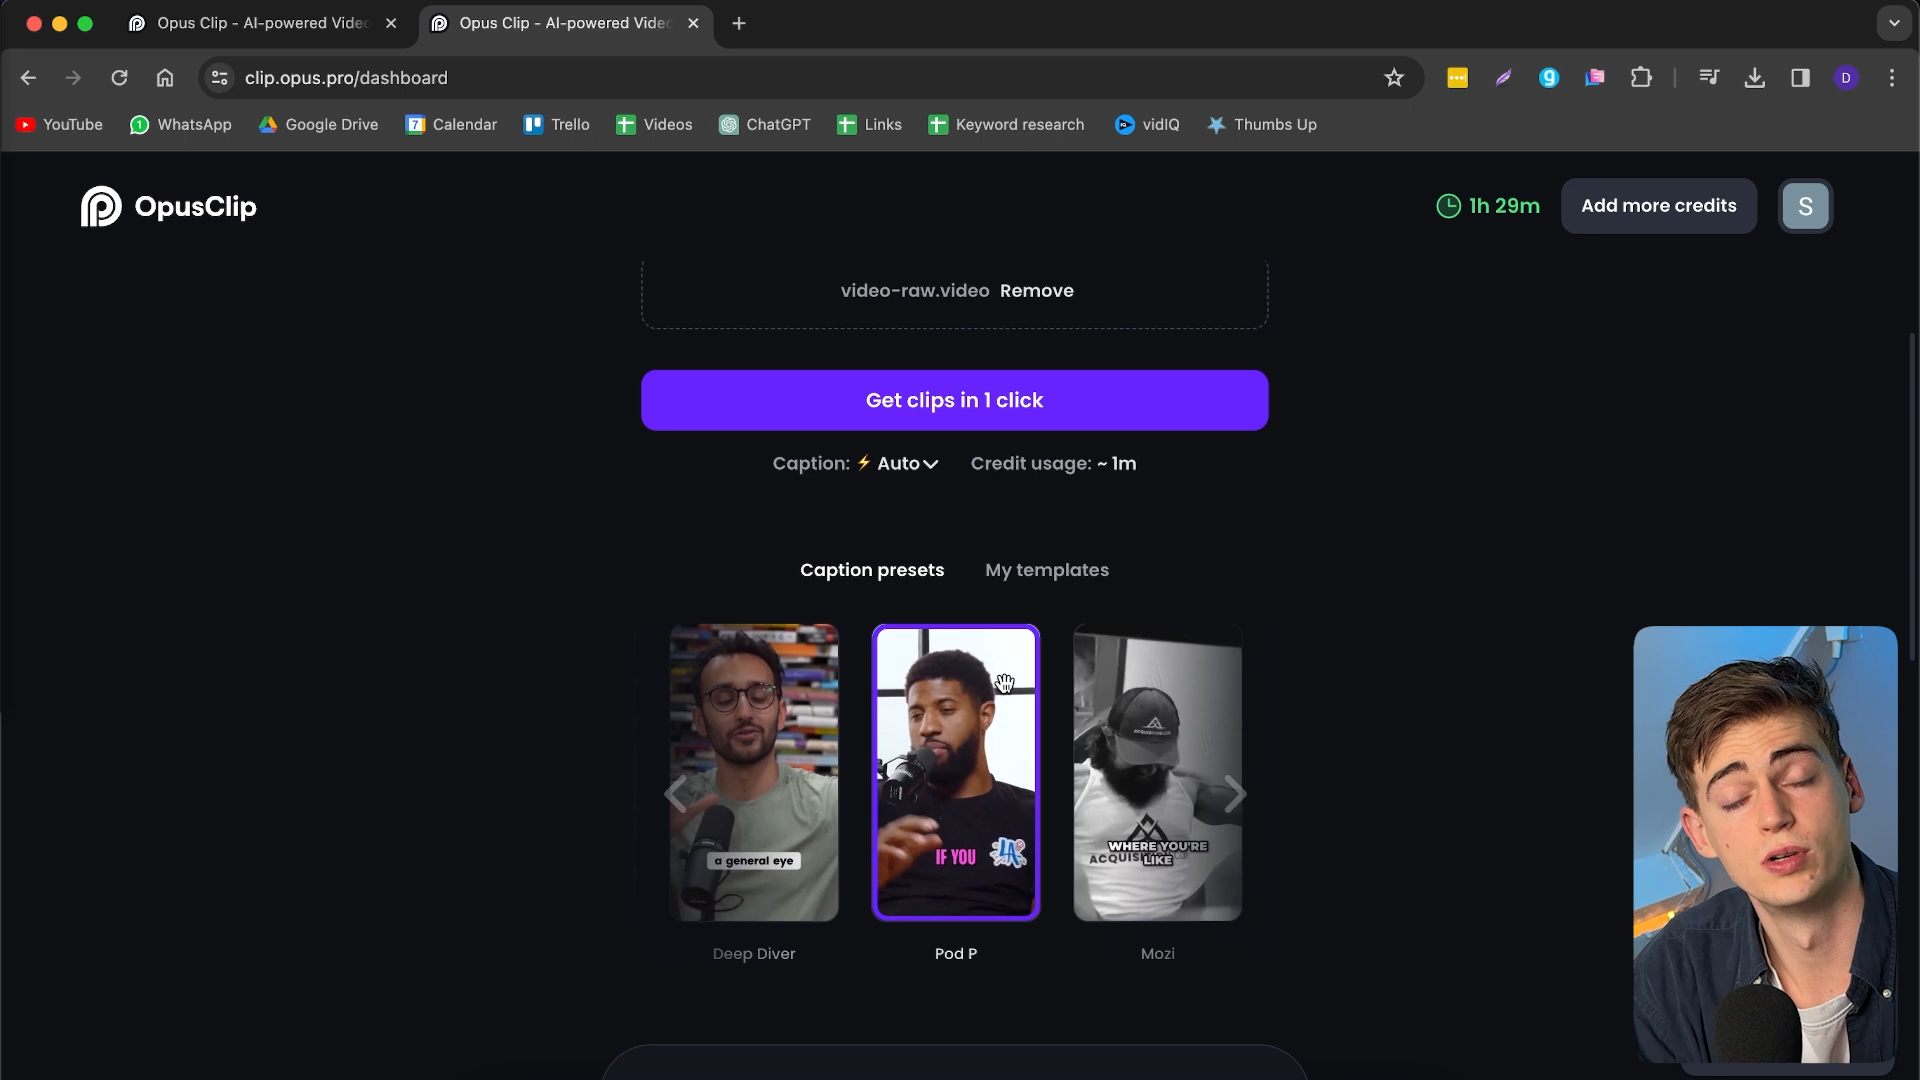 Opus Clip - AI-powered Vide
Opus Clip - AI-powered Vide
clip.opus.pro/dashboard
g
D
YouTube
1 WhatsApp
Google Drive
7 Calendar
Trello
Videos
ChatGPT
Links
Keyword research
vidIQ
Thumbs Up
OpusClip
1h 29m
Add more credits
S
video-raw.video Remove
Get clips in 1 click
Caption: ⚡ Auto
Credit usage: ~ 1m
Caption presets
My templates
a general eye
IF YOU
LA
WHERE YOU'RE
LIKE
Deep Diver
Pod P
Mozi